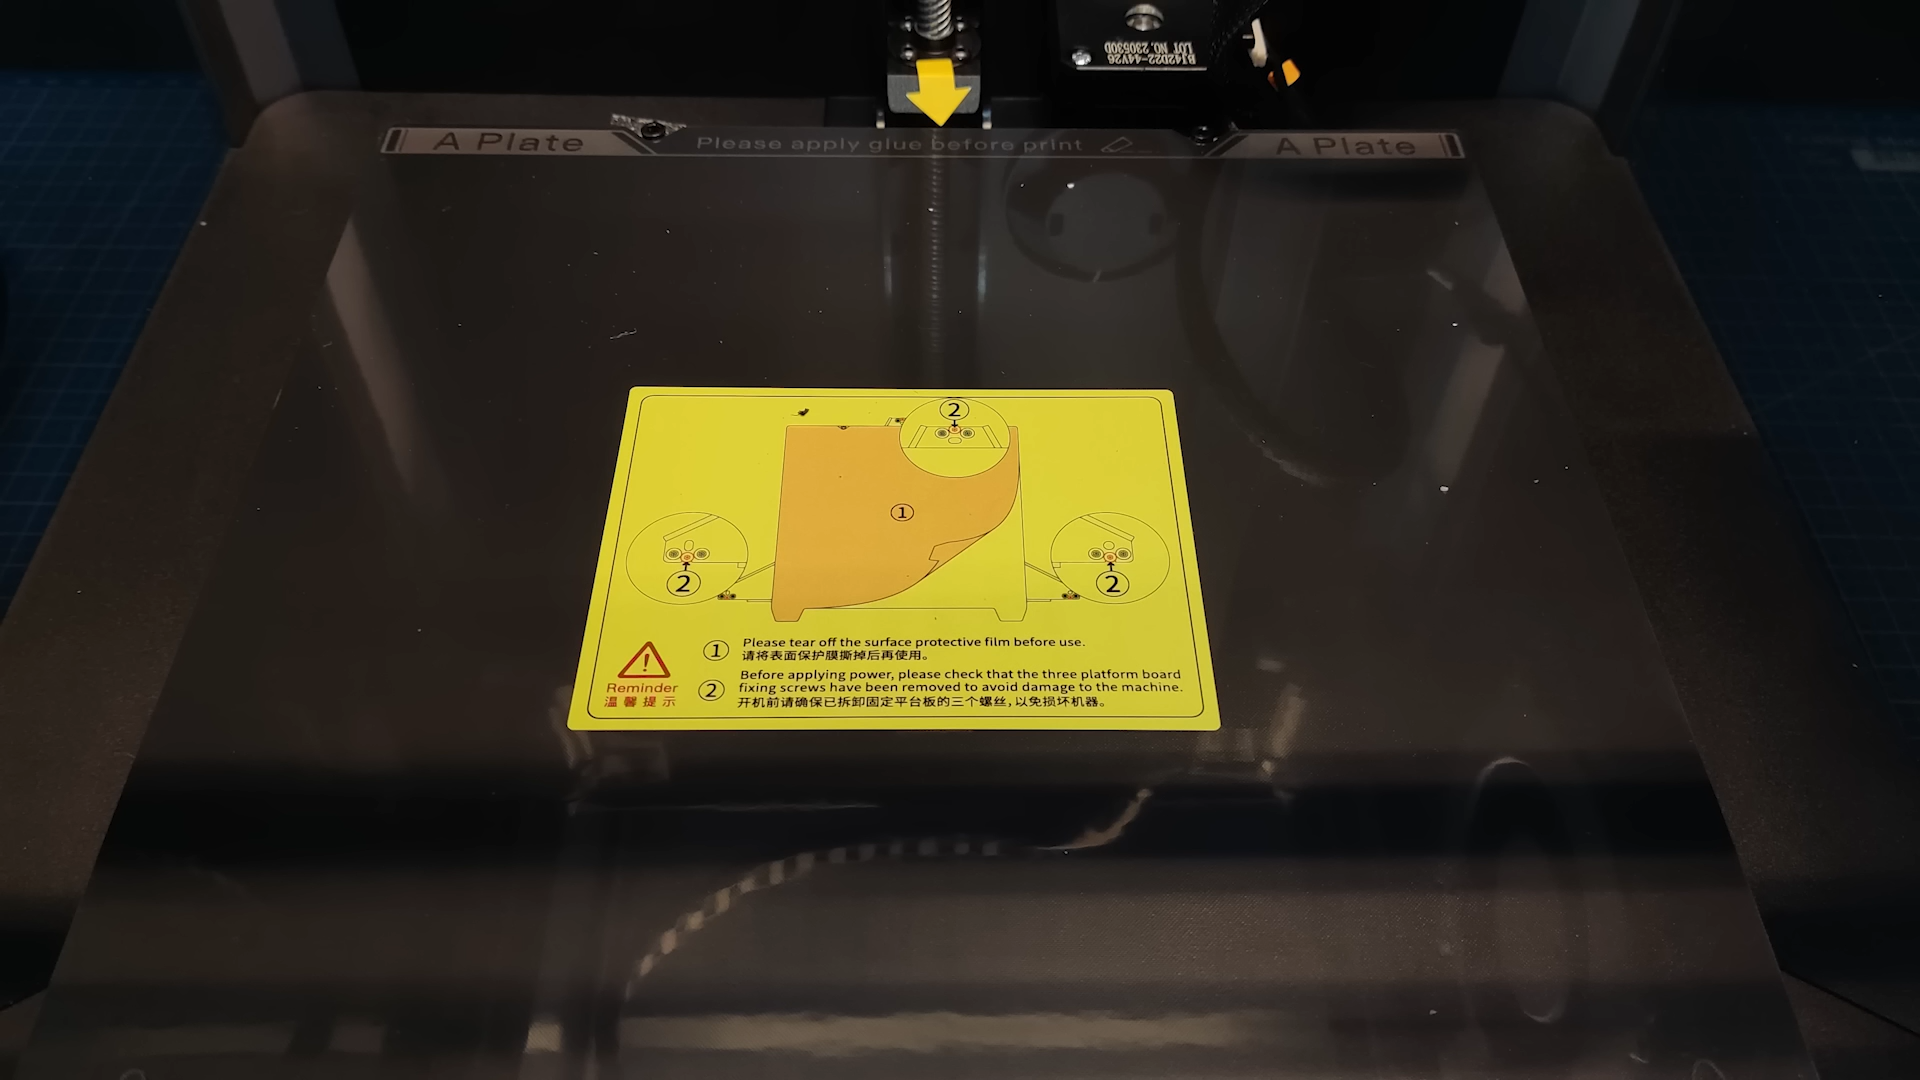 BJ42D22-44V26
LOT NO. 230530D
A Plate
Please apply glue before print
A Plate
2
1
2
2
1 Please tear off the surface protective film before use.
请将表面保护膜撕掉后再使用。
2 Before applying power, please check that the three platform board
fixing screws have been removed to avoid damage to the machine.
开机前请确保已拆卸固定平台板的三个螺丝,以免损坏机器。
Reminder
温馨提示